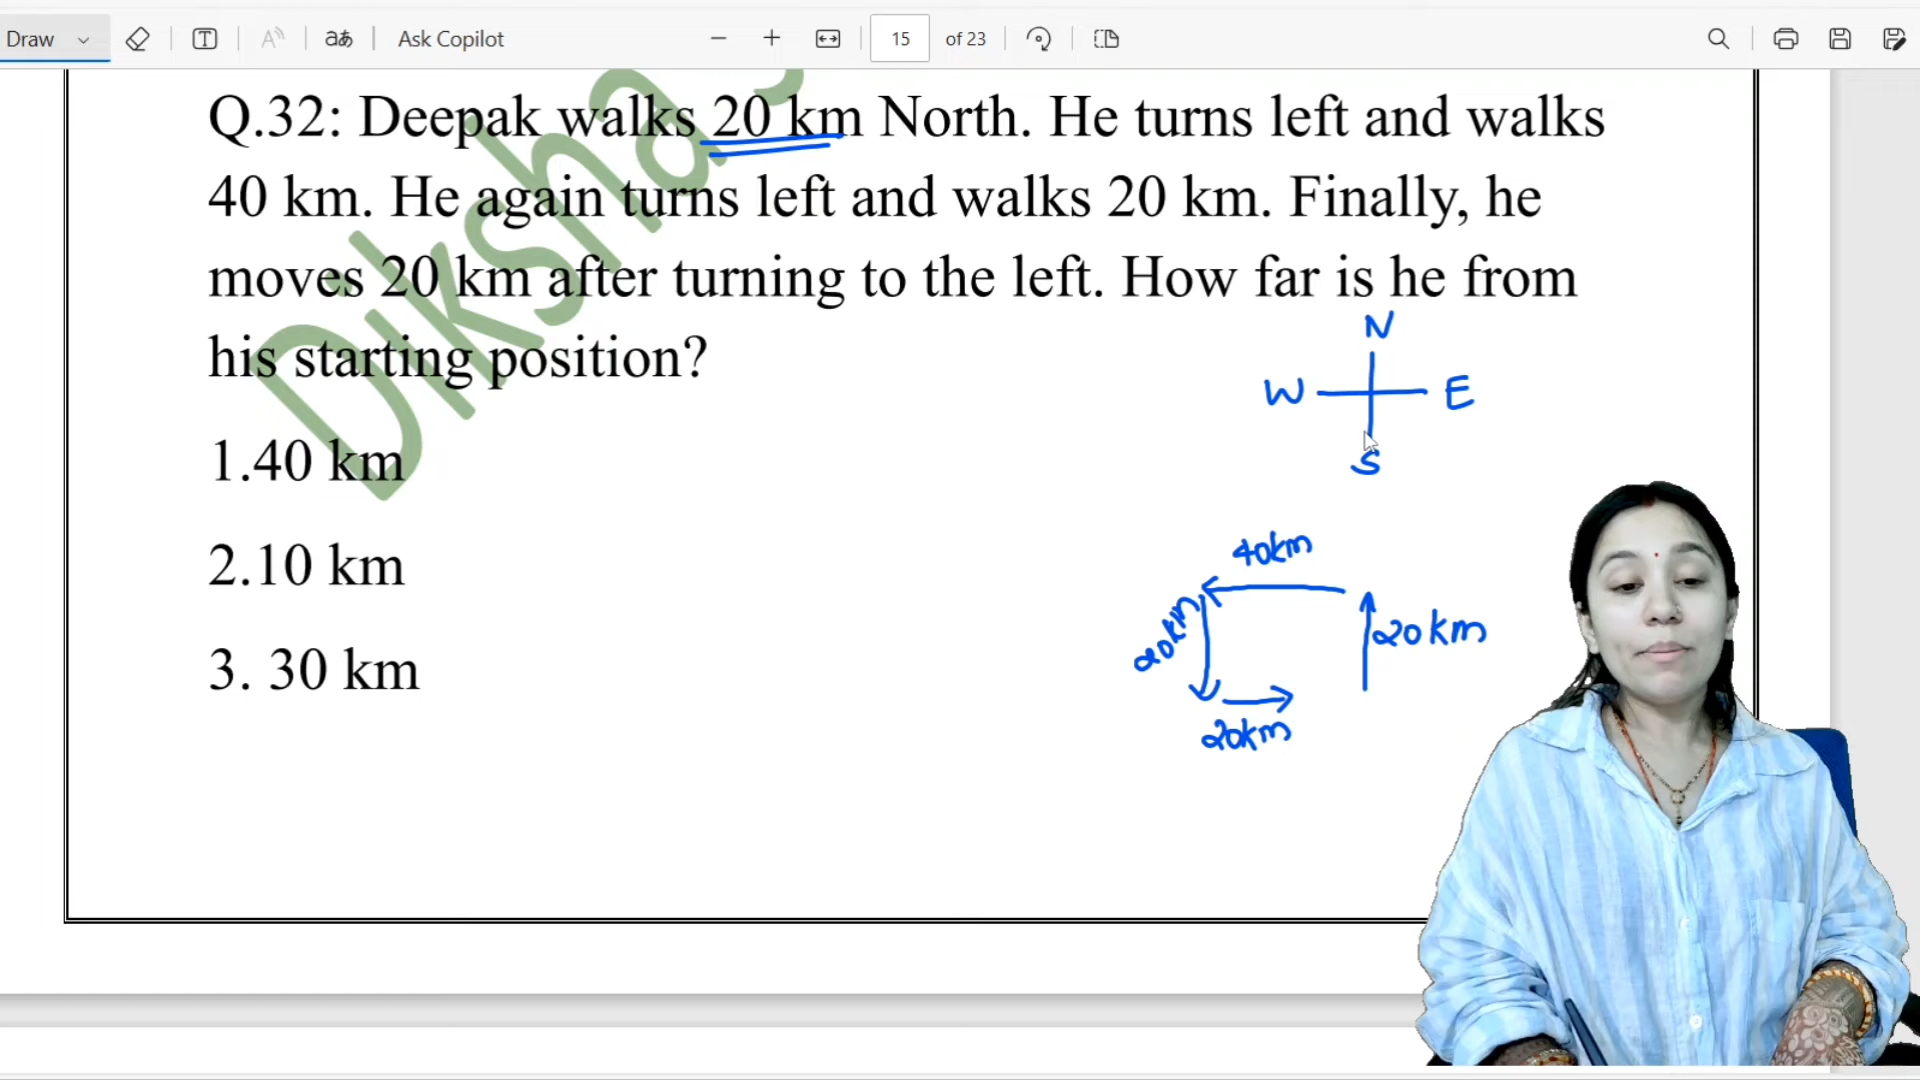 Draw Ask Copilot 15 of 23
Diksha
Q.32: Deepak walks 20 km North. He turns left and walks
40 km. He again turns left and walks 20 km. Finally, he
moves 20 km after turning to the left. How far is he from
his starting position?
N
W E
S
1.40 km
2.10 km
3. 30 km
40km
20km
20km
20km